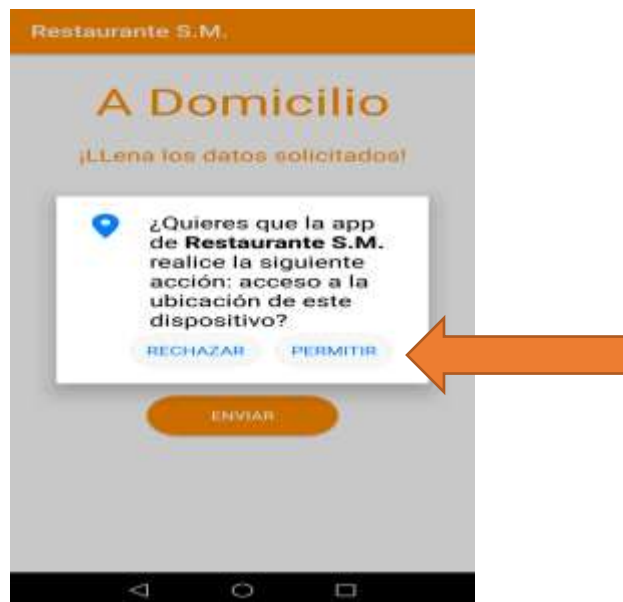 Restaurante S.M.
A Domicilio
¡LLena los datos solicitados!
¿Quieres que la app
de Restaurante S.M.
realice la siguiente
acción: acceso a la
ubicación de este
dispositivo?
RECHAZAR PERMITIR
ENVIAR